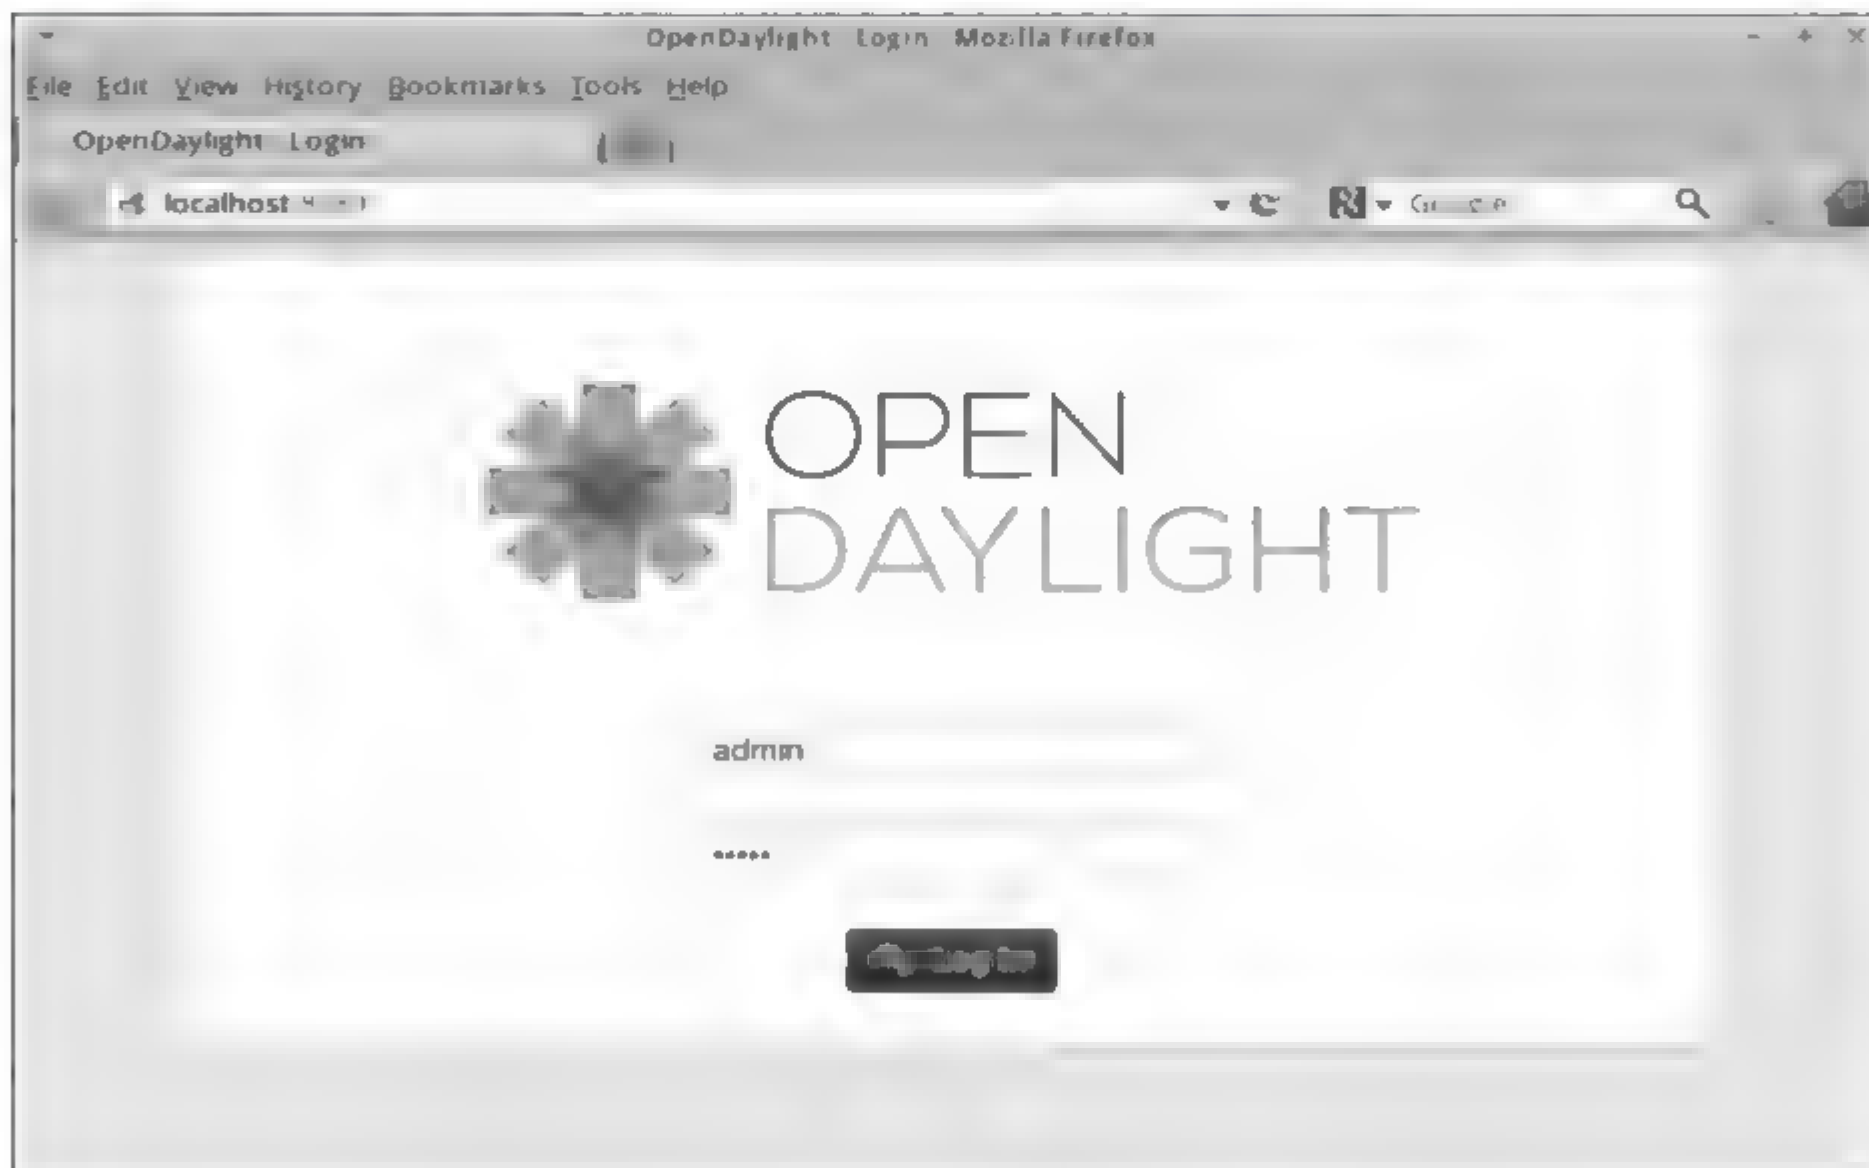 OpenDaylight Login Mozilla Firefox
File Edit View History Bookmarks Tools Help
OpenDaylight Login
localhost
OPEN
DAYLIGHT
admin
•••••